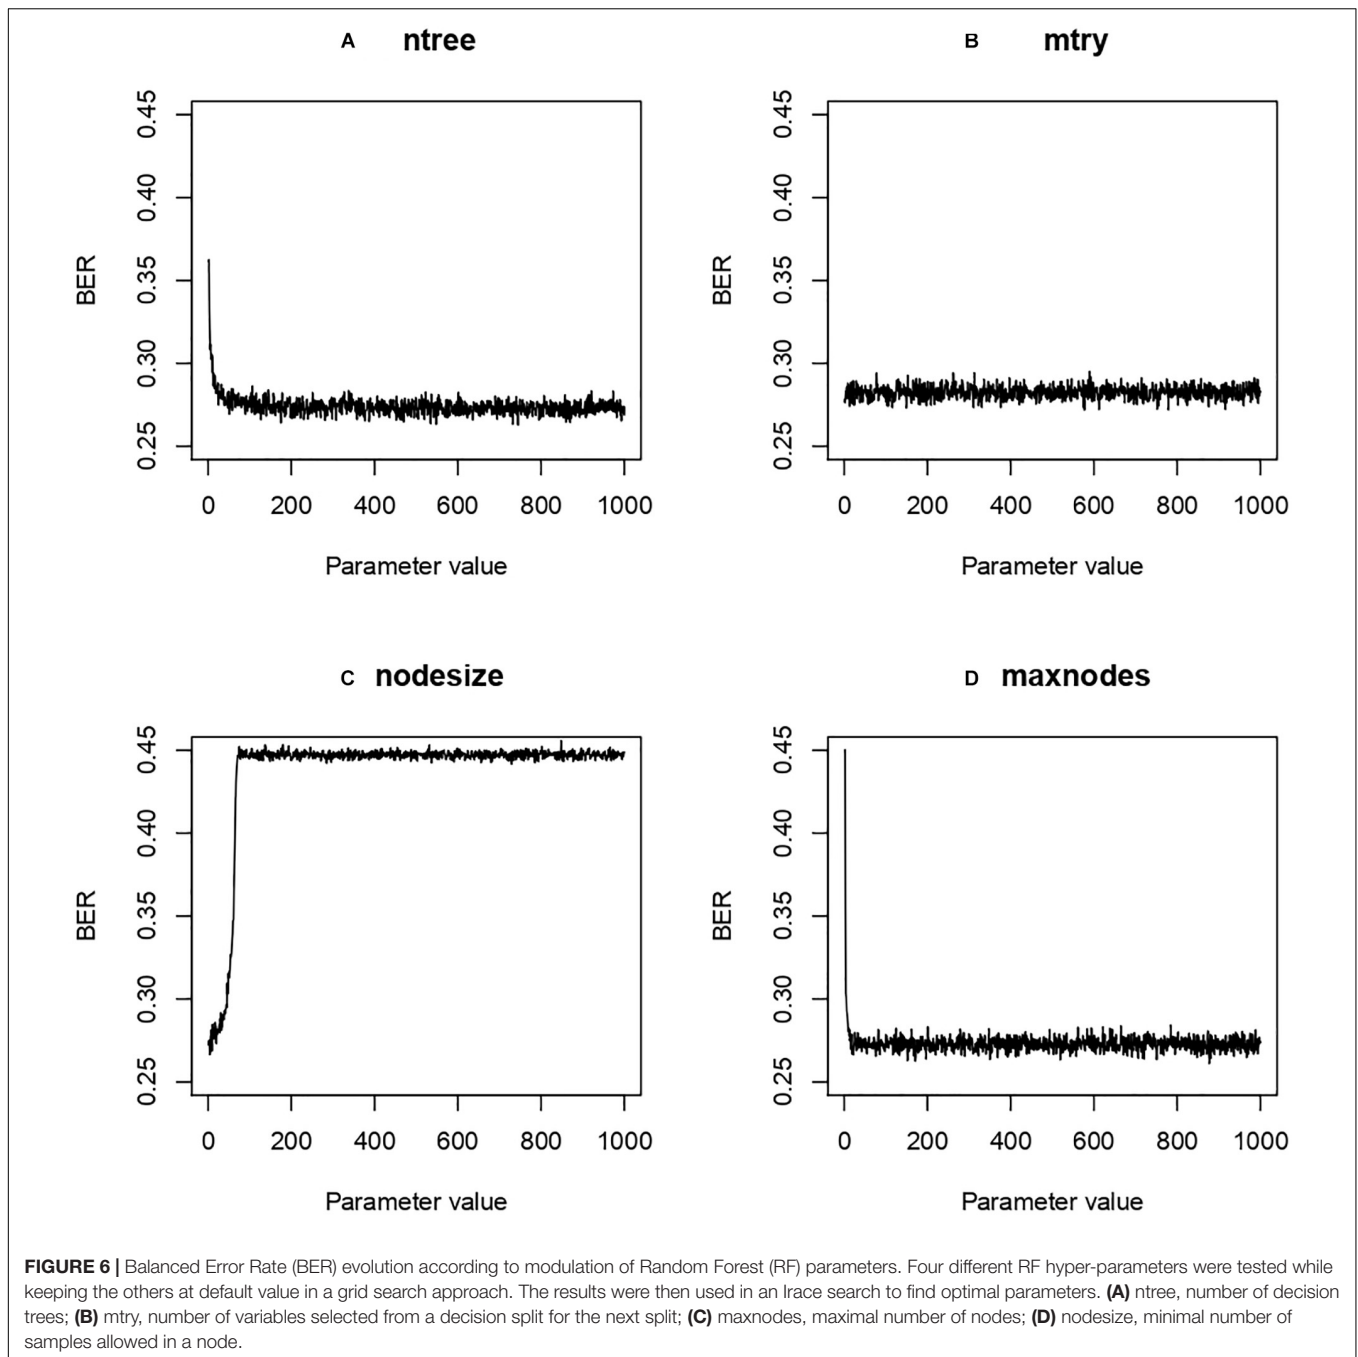 A ntree
0.45
0.40
0.35
0.30
0.25
BER
0 200 400 600 800 1000
Parameter value
B mtry
0.45
0.40
0.35
0.30
0.25
BER
0 200 400 600 800 1000
Parameter value
C nodesize
0.45
0.40
0.35
0.30
0.25
BER
0 200 400 600 800 1000
Parameter value
D maxnodes
0.45
0.40
0.35
0.30
0.25
BER
0 200 400 600 800 1000
Parameter value
FIGURE 6 | Balanced Error Rate (BER) evolution according to modulation of Random Forest (RF) parameters. Four different RF hyper-parameters were tested while
keeping the others at default value in a grid search approach. The results were then used in an Irace search to find optimal parameters. (A) ntree, number of decision
trees; (B) mtry, number of variables selected from a decision split for the next split; (C) maxnodes, maximal number of nodes; (D) nodesize, minimal number of
samples allowed in a node.